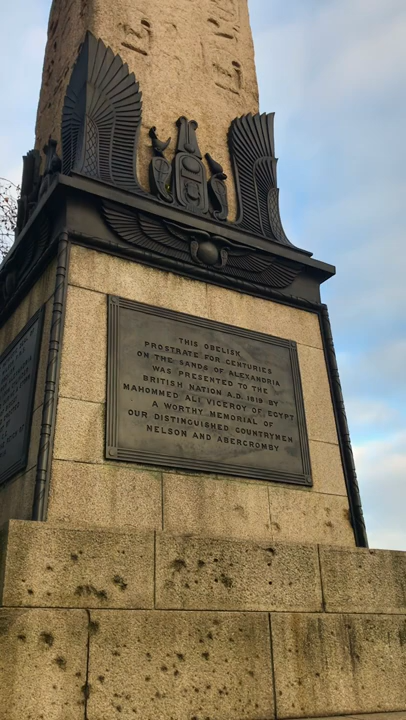 THIS OBELISK
PROSTRATE FOR CENTURIES
ON THE SANDS OF ALEXANDRIA
WAS PRESENTED TO THE
BRITISH NATION A.D. 1819 BY
MAHOMMED ALI VICEROY OF EGYPT
A WORTHY MEMORIAL OF
OUR DISTINGUISHED COUNTRYMEN
NELSON AND ABERCROMBY